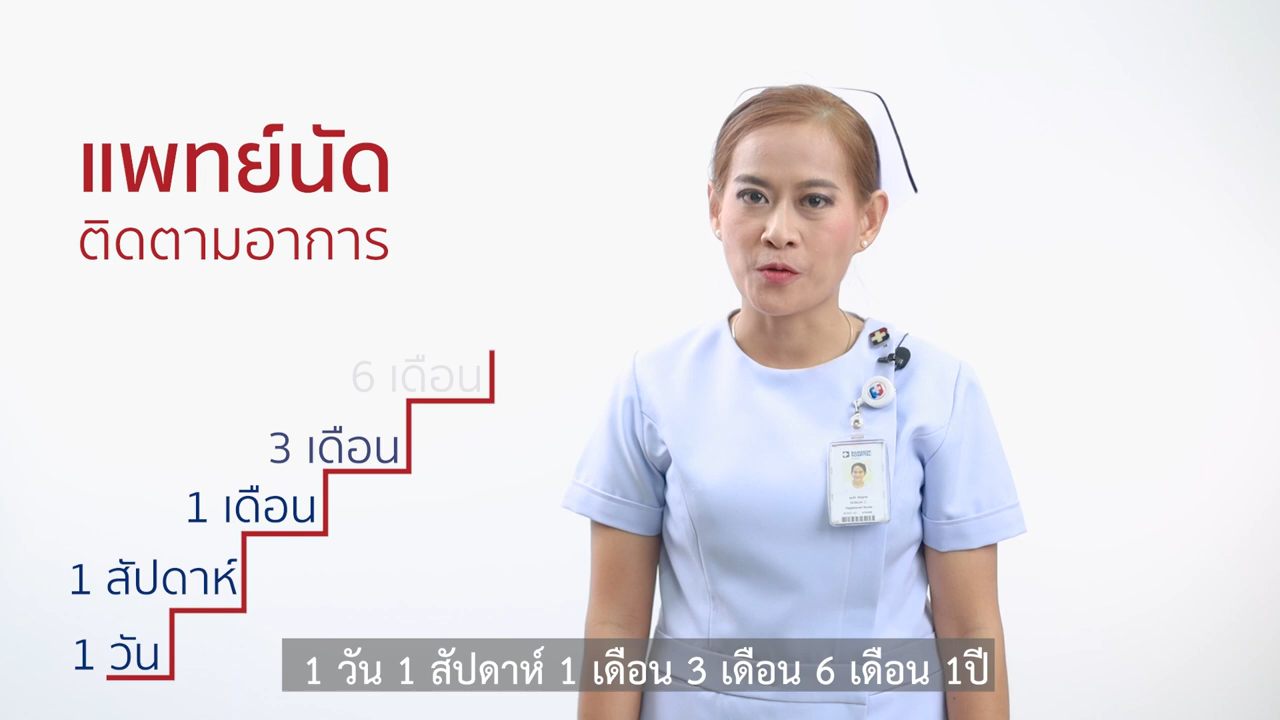 แพทย์นัด
ติดตามอาการ
6 เดือน
3 เดือน
1 เดือน
1 สัปดาห์
1 วัน
BANGKOK
HOSPITAL
1 วัน 1 สัปดาห์ 1 เดือน 3 เดือน 6 เดือน 1ปี